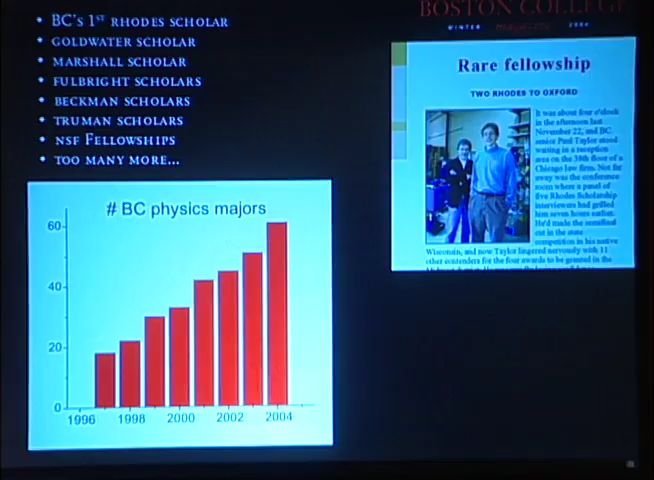 • BC's 1ST RHODES SCHOLAR
• GOLDWATER SCHOLAR
• MARSHALL SCHOLAR
• FULBRIGHT SCHOLARS
• BECKMAN SCHOLARS
• TRUMAN SCHOLARS
• NSF FELLOWSHIPS
• TOO MANY MORE...
# BC physics majors
60
40
20
0
1996 1998 2000 2002 2004
BOSTON COLLEGE
WINTER MAGAZINE 2004
Rare fellowship
TWO RHODES TO OXFORD
It was about four o'clock
in the afternoon last
November 22, and BC
senior Paul Taylor stood
waiting in a reception
area on the 38th floor of a
Chicago law firm. Not far
away was the conference
room where a panel of
five Rhodes Scholarship
interviewers had grilled
him seven hours earlier.
He'd made the semifinal
cut in the state
competition in his native
Wisconsin, and now Taylor lingered nervously with 11
other contenders for the four awards to be granted in the